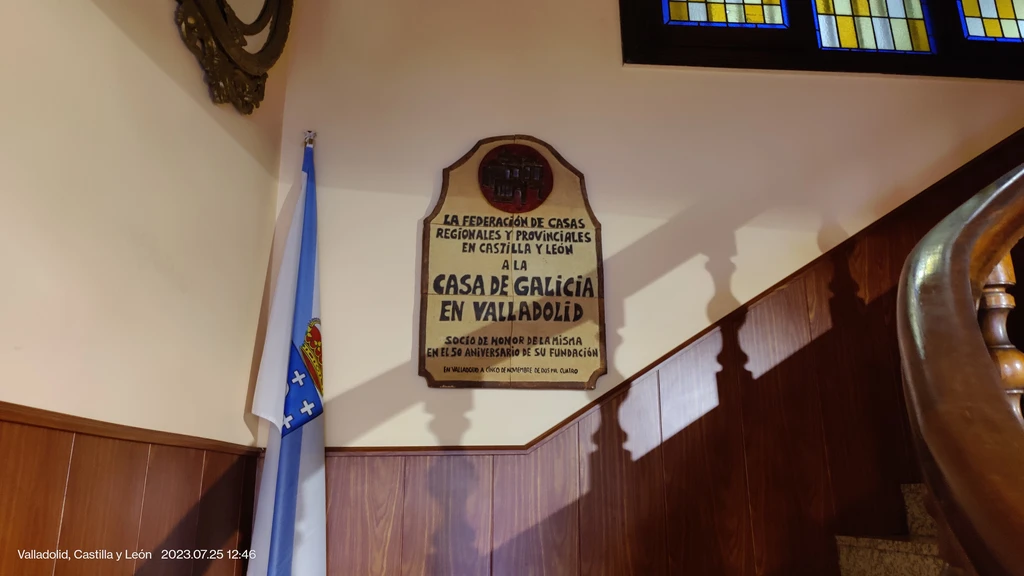 LA FEDERACIÓN DE CASAS
REGIONALES Y PROVINCIALES
EN CASTILLA Y LEÓN
A LA
CASA DE GALICIA
EN VALLADOLID
SOCIO DE HONOR DE LA MISMA
EN EL 50 ANIVERSARIO DE SU FUNDACIÓN
EN VALLADOLID A CINCO DE NOVIEMBRE DE DOS MIL CUATRO
Valladolid, Castilla y León 2023.07.25 12:46